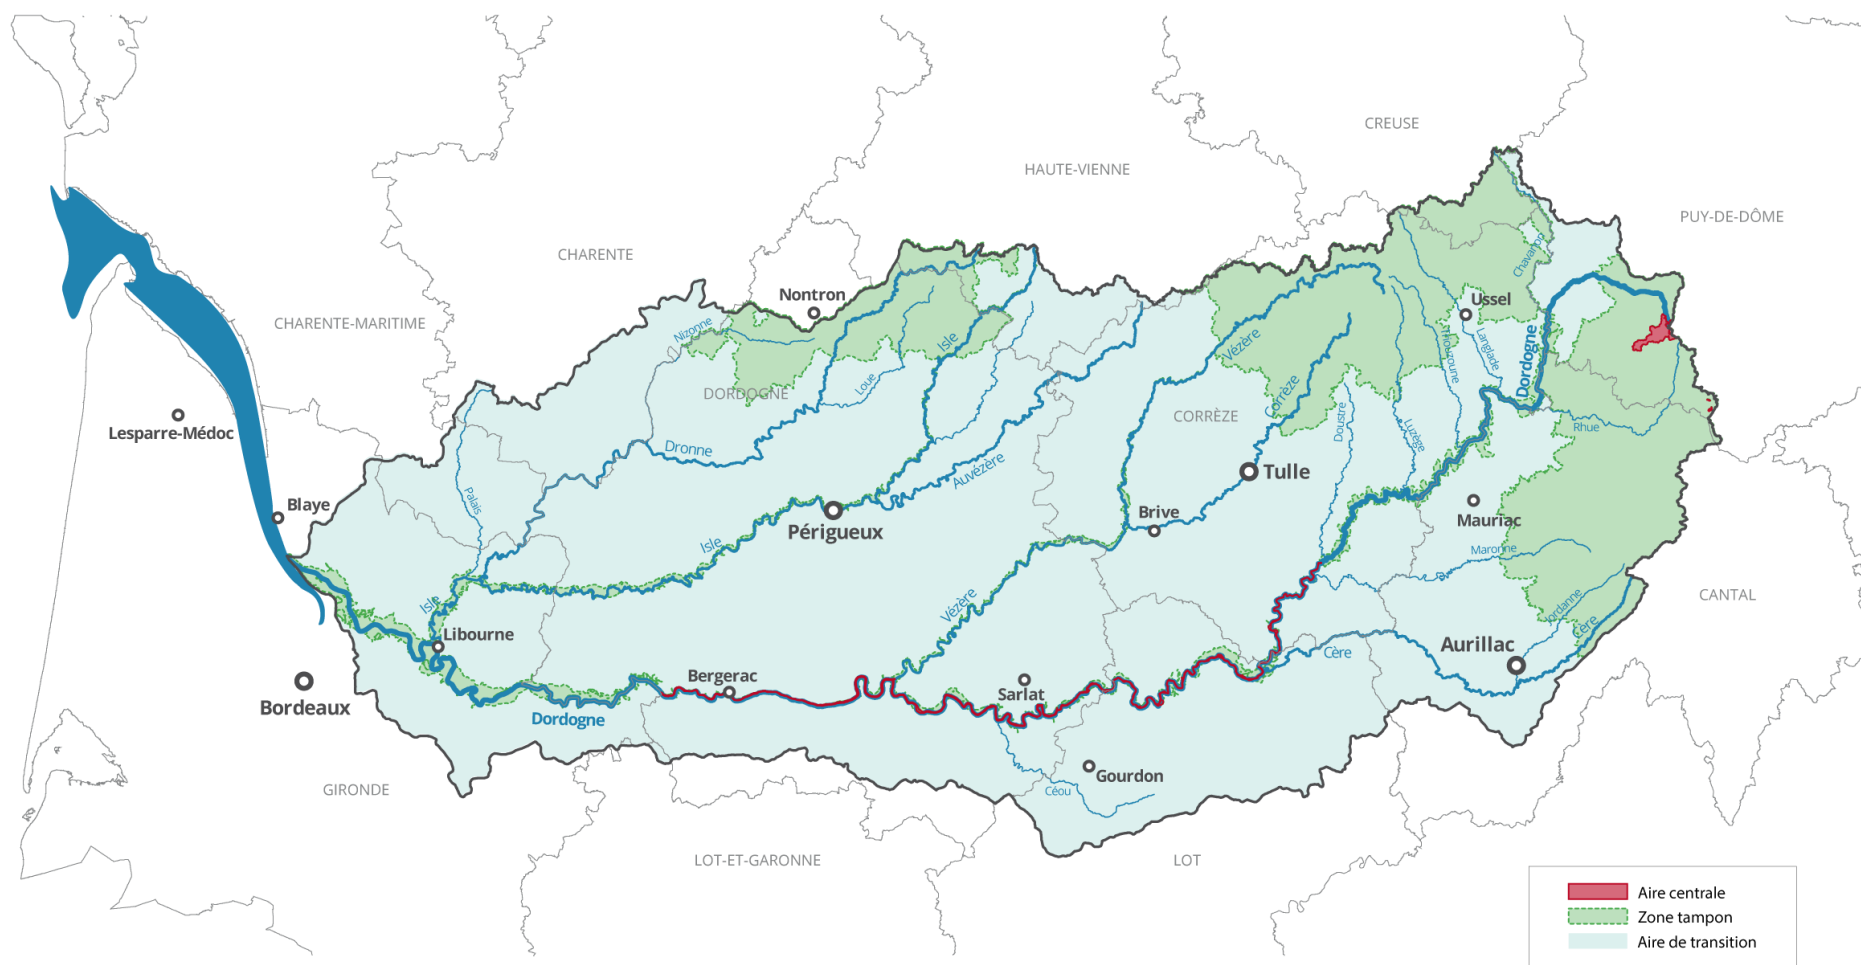 CREUSE
HAUTE-VIENNE
PUY-DE-DÔME
CHARENTE
Chavanon
Nontron
Ussel
CHARENTE-MARITIME
Nizonne
Isle
Vézère
Dordogne
Thouzoune
Langlade
Loue
DORDOGNE
Corrèze
CORRÈZE
Doustre
Luzège
Rhue
Lesparre-Médoc
Dronne
Auvézère
Tulle
Palais
Blaye
Périgueux
Brive
Mauriac
Isle
Maronne
Isle
Vézère
Jordanne
Cère
CANTAL
Libourne
Cère
Aurillac
Bergerac
Sarlat
Bordeaux
Dordogne
Gourdon
Céou
GIRONDE
LOT-ET-GARONNE
LOT
Aire centrale
Zone tampon
Aire de transition